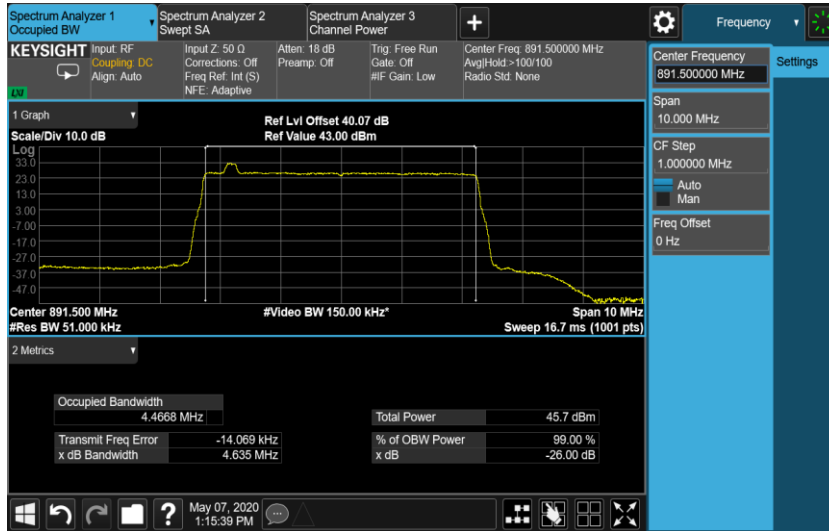 Spectrum Analyzer 1
Occupied BW
Spectrum Analyzer 2
Swept SA
Spectrum Analyzer 3
Channel Power
Frequency
KEYSIGHT
Input: RF
Coupling: DC
Align: Auto
Input Z: 50 Ω
Corrections: Off
Freq Ref: Int (S)
NFE: Adaptive
Atten: 18 dB
Preamp: Off
Trig: Free Run
Gate: Off
#IF Gain: Low
Center Freq: 891.500000 MHz
Avg|Hold:>100/100
Radio Std: None
LXI
Center Frequency
891.500000 MHz
Settings
Span
10.000 MHz
CF Step
1.000000 MHz
Auto
Man
Freq Offset
0 Hz
1 Graph
Scale/Div 10.0 dB
Ref Lvl Offset 40.07 dB
Ref Value 43.00 dBm
Log
33.0
23.0
13.0
3.00
-7.00
-17.0
-27.0
-37.0
-47.0
Center 891.500 MHz
#Video BW 150.00 kHz*
Span 10 MHz
#Res BW 51.000 kHz
Sweep 16.7 ms (1001 pts)
2 Metrics
Occupied Bandwidth
4.4668 MHz
Total Power 45.7 dBm
Transmit Freq Error -14.069 kHz
% of OBW Power 99.00 %
x dB Bandwidth 4.635 MHz
x dB -26.00 dB
May 07, 2020
1:15:39 PM